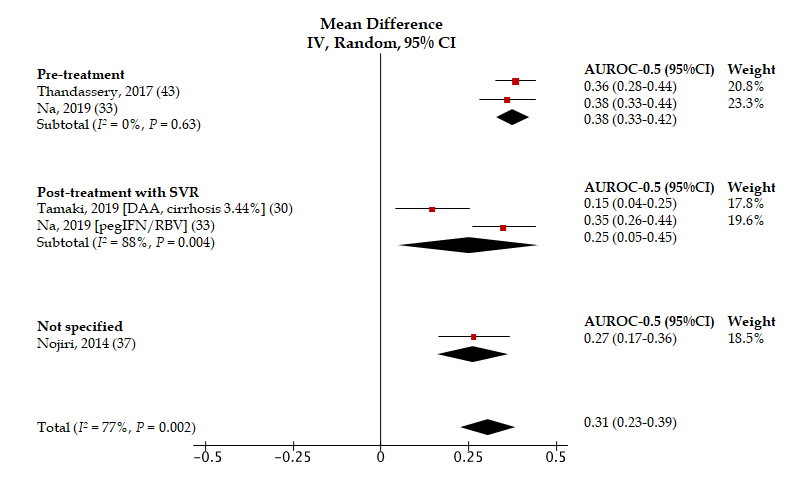 Mean Difference
IV, Random, 95% CI
Pre-treatment AUROC-0.5 (95%CI) Weight
Thandassery, 2017 (43) 0.36 (0.28-0.44) 20.8%
Na, 2019 (33) 0.38 (0.33-0.44) 23.3%
Subtotal (I² = 0%, P = 0.63) 0.38 (0.33-0.42)
Post-treatment with SVR AUROC-0.5 (95%CI) Weight
Tamaki, 2019 [DAA, cirrhosis 3.44%] (30) 0.15 (0.04-0.25) 17.8%
Na, 2019 [pegIFN/RBV] (33) 0.35 (0.26-0.44) 19.6%
Subtotal (I² = 88%, P = 0.004) 0.25 (0.05-0.45)
Not specified AUROC-0.5 (95%CI) Weight
Nojiri, 2014 (37) 0.27 (0.17-0.36) 18.5%
Total (I² = 77%, P = 0.002) 0.31 (0.23-0.39)
-0.5 -0.25 0 0.25 0.5